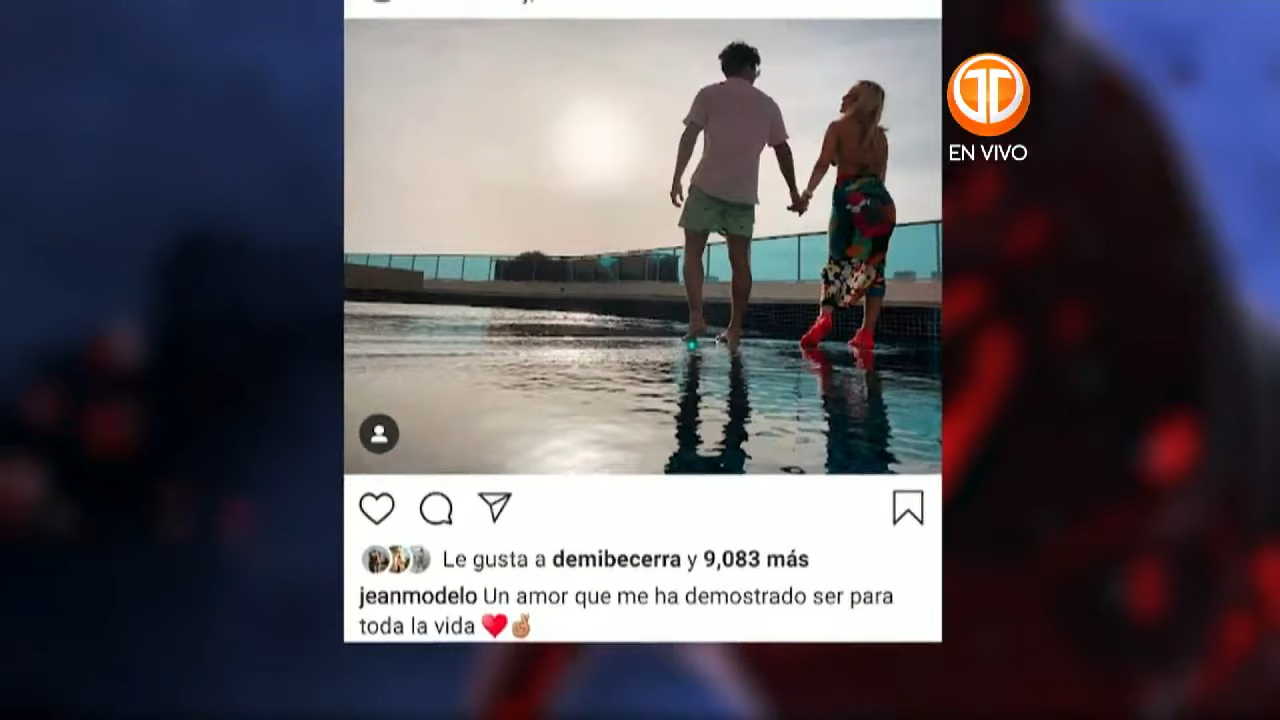 EN VIVO
Le gusta a demibecerra y 9,083 más
jeanmodelo Un amor que me ha demostrado ser para
toda la vida ❤️🤞🏼